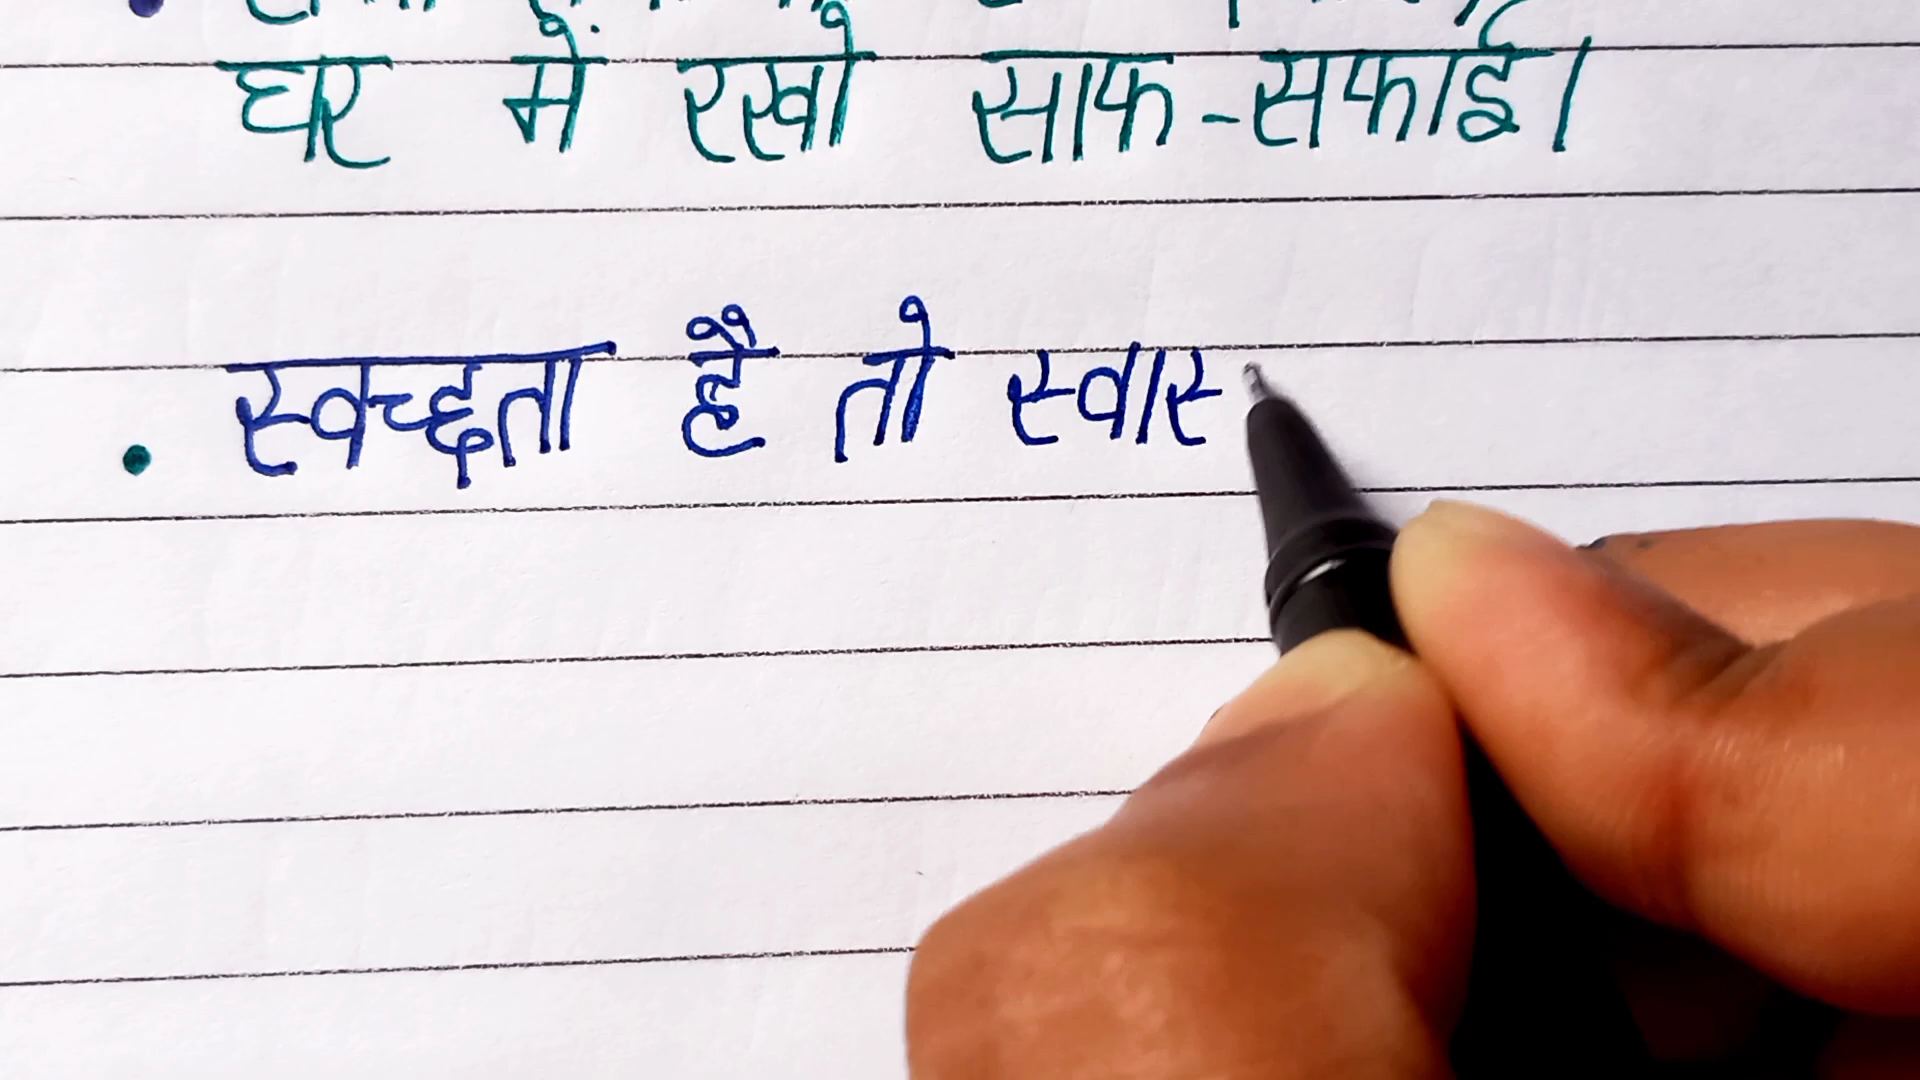 घर में रखो साफ-सफाई।
• स्वच्छता है तो स्वास